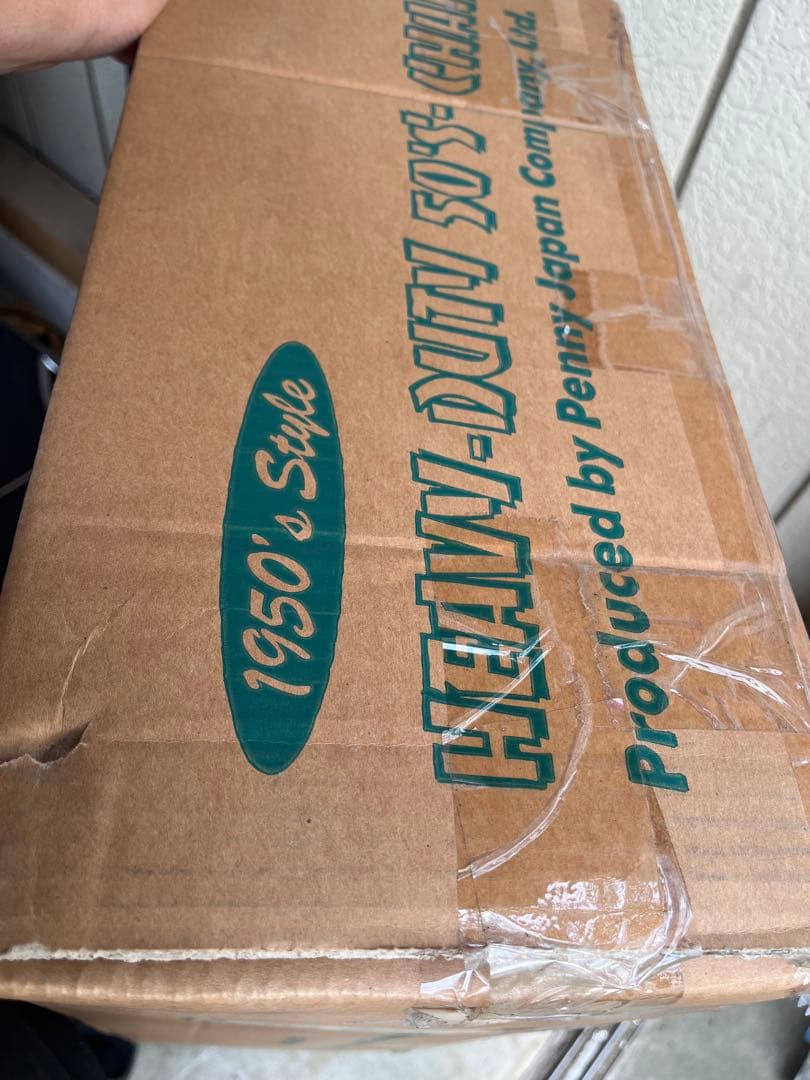 1950's Style
HEAVY-DUTY 50'S-
Produced by Penny Japan Company, Ltd.